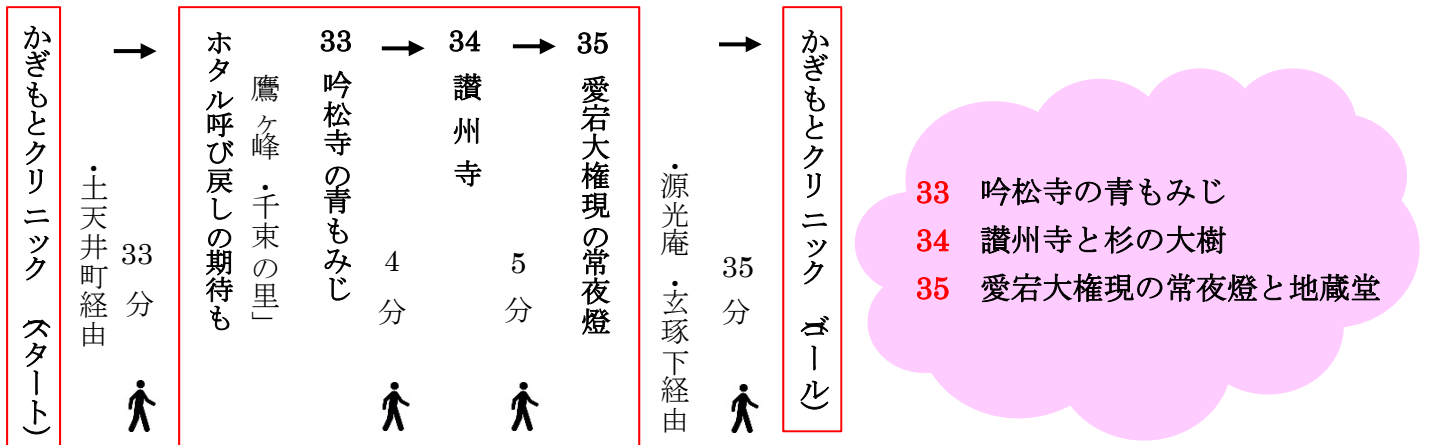 かぎもとクリニック (スタート)
・土天井町経由
33分
ホタル呼び戻しの期待も
鷹ヶ峰・千束の里」
33 吟松寺の青もみじ
4分
34 讃州寺
5分
35 愛宕大権現の常夜燈
・源光庵・玄琢下経由
35分
かぎもとクリニック (ゴール)
33 吟松寺の青もみじ
34 讃州寺と杉の大樹
35 愛宕大権現の常夜燈と地蔵堂